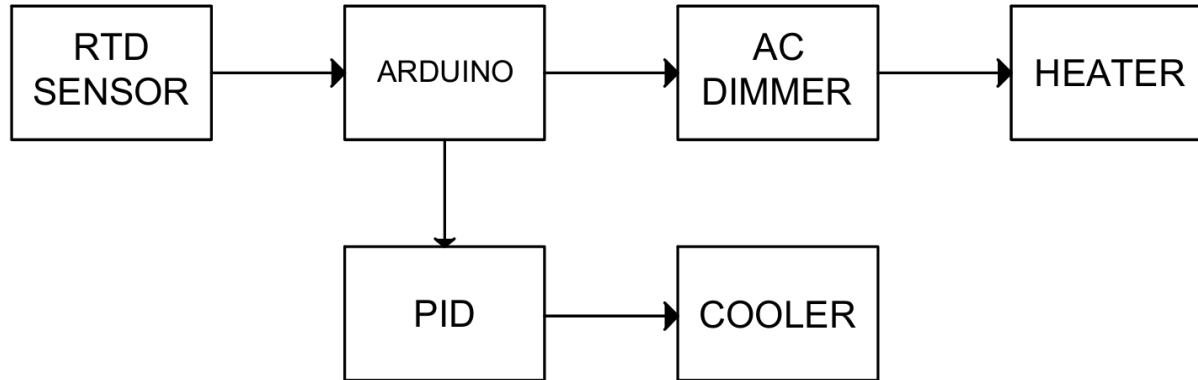 RTD
SENSOR
ARDUINO
AC
DIMMER
HEATER
PID
COOLER